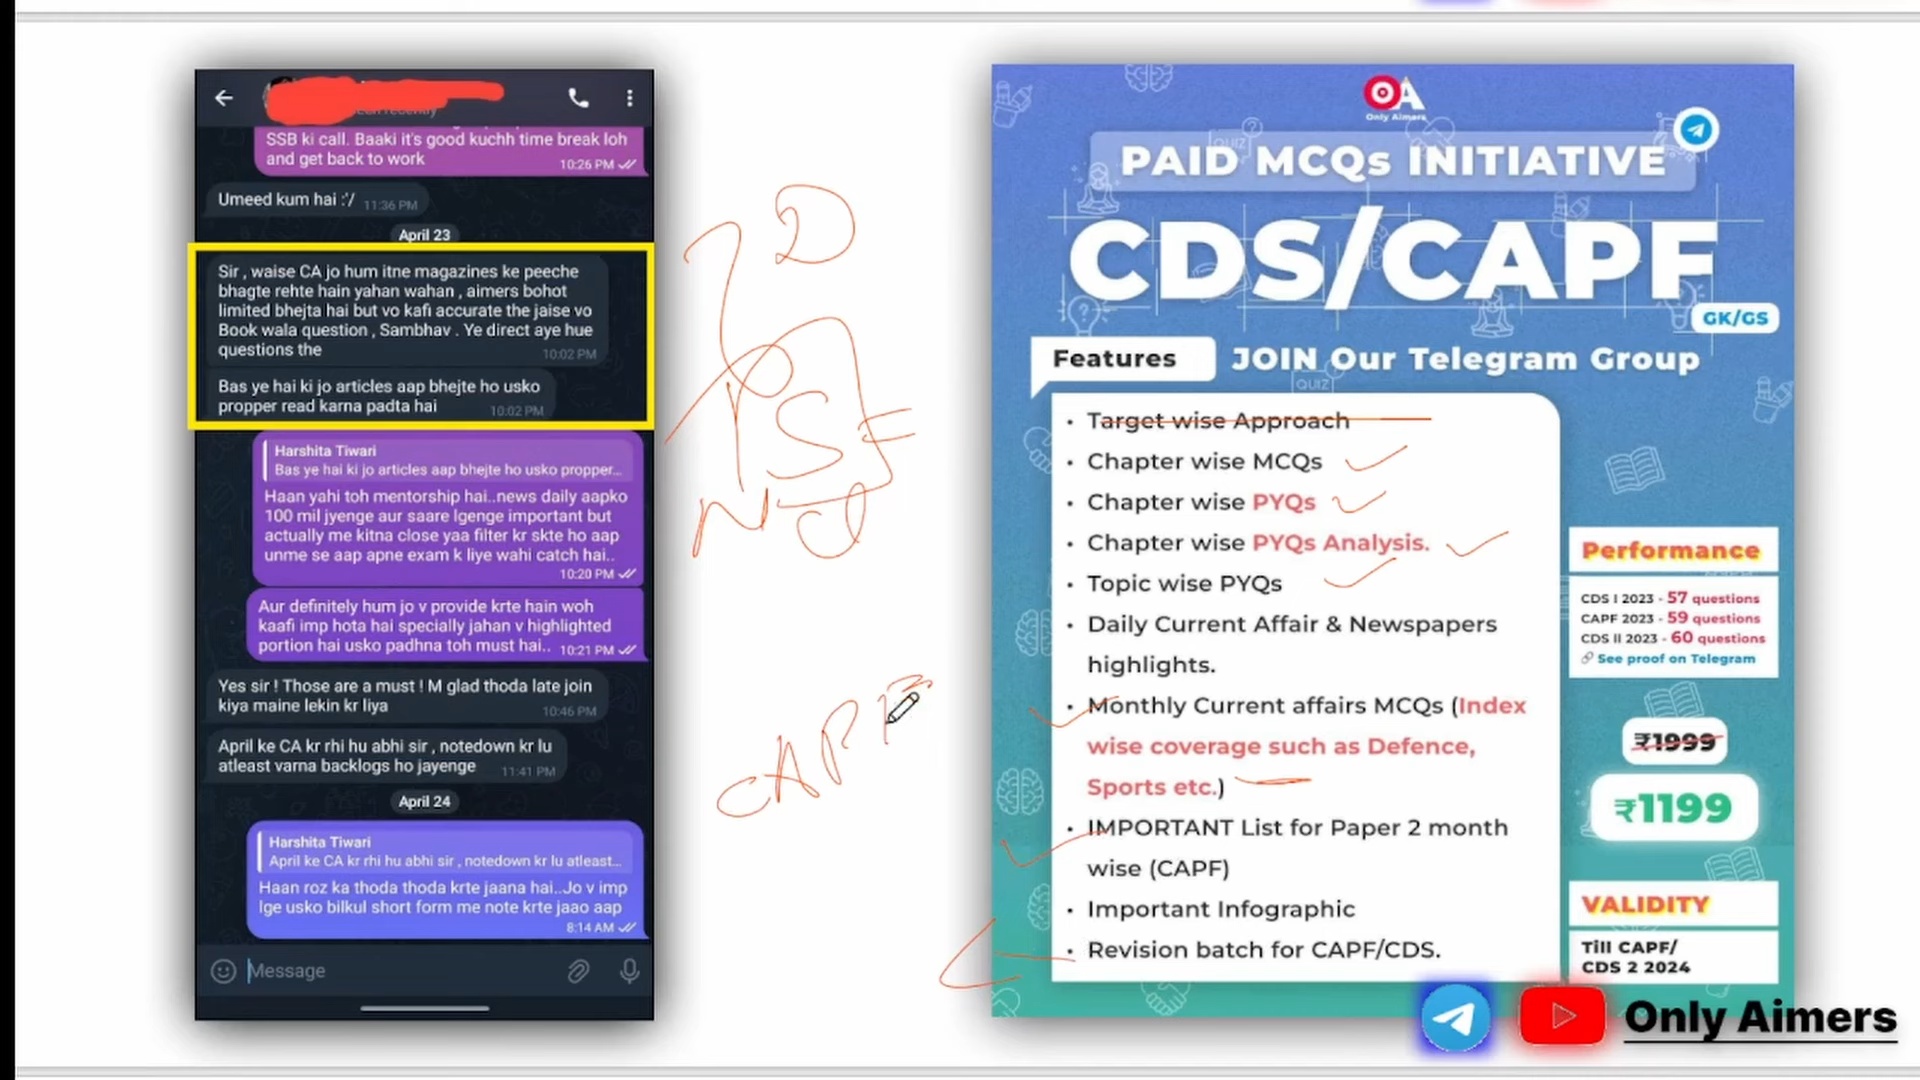 SSB ki call. Baaki it's good kuchh time break loh
and get back to work
10:26 PM
Umeed kum hai :'/ 11:36 PM
April 23
Sir , waise CA jo hum itne magazines ke peeche
bhagte rehte hain yahan wahan , aimers bohot
limited bhejta hai but vo kafi accurate the jaise vo
Book wala question , Sambhav . Ye direct aye hue
questions the
10:02 PM
Bas ye hai ki jo articles aap bhejte ho usko
propper read karna padta hai
10:02 PM
Harshita Tiwari
Bas ye hai ki jo articles aap bhejte ho usko propper...
Haan yahi toh mentorship hai..news daily aapko
100 mil jyenge aur saare lgenge important but
actually me kitna close yaa filter kr skte ho aap
unme se aap apne exam k liye wahi catch hai..
10:20 PM
Aur definitely hum jo v provide krte hain woh
kaafi imp hota hai specially jahan v highlighted
portion hai usko padhna toh must hai..
10:21 PM
Yes sir ! Those are a must ! M glad thoda late join
kiya maine lekin kr liya
10:46 PM
April ke CA kr rhi hu abhi sir , notedown kr lu
atleast varna backlogs ho jayenge
11:41 PM
April 24
Harshita Tiwari
April ke CA kr rhi hu abhi sir , notedown kr lu atleast...
Haan roz ka thoda thoda krte jaana hai..Jo v imp
lge usko bilkul short form me note krte jaao aap
8:14 AM
Message
D
CAPF
OA
Only Aimers
PAID MCQs INITIATIVE
CDS/CAPF
GK/GS
Features
JOIN Our Telegram Group
QUIZ
• Target wise Approach
• Chapter wise MCQs
• Chapter wise PYQs
• Chapter wise PYQs Analysis.
• Topic wise PYQs
• Daily Current Affair & Newspapers
highlights.
• Monthly Current affairs MCQs (Index
wise coverage such as Defence,
Sports etc.)
• IMPORTANT List for Paper 2 month
wise (CAPF)
• Important Infographic
• Revision batch for CAPF/CDS.
Performance
CDS I 2023 - 57 questions
CAPF 2023 - 59 questions
CDS II 2023 - 60 questions
See proof on Telegram
₹1999
₹1199
VALIDITY
Till CAPF/
CDS 2 2024
Only Aimers